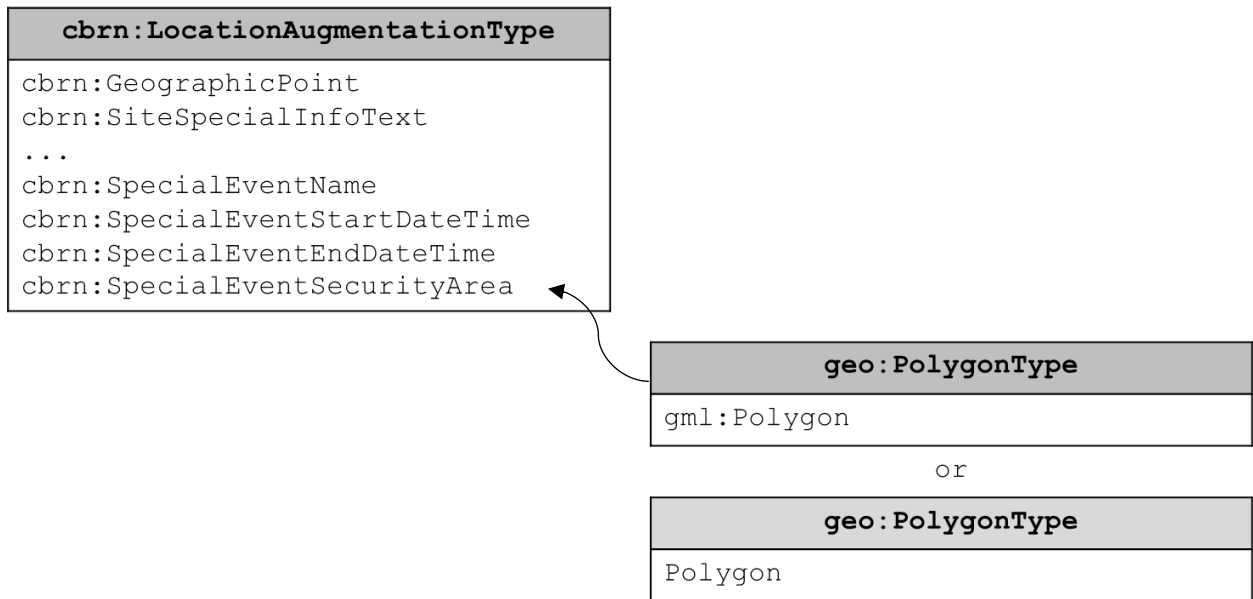 cbrn:LocationAugmentationType
cbrn:GeographicPoint
cbrn:SiteSpecialInfoText
...
cbrn:SpecialEventName
cbrn:SpecialEventStartDateTime
cbrn:SpecialEventEndDateTime
cbrn:SpecialEventSecurityArea
geo:PolygonType
gml:Polygon
or
geo:PolygonType
Polygon